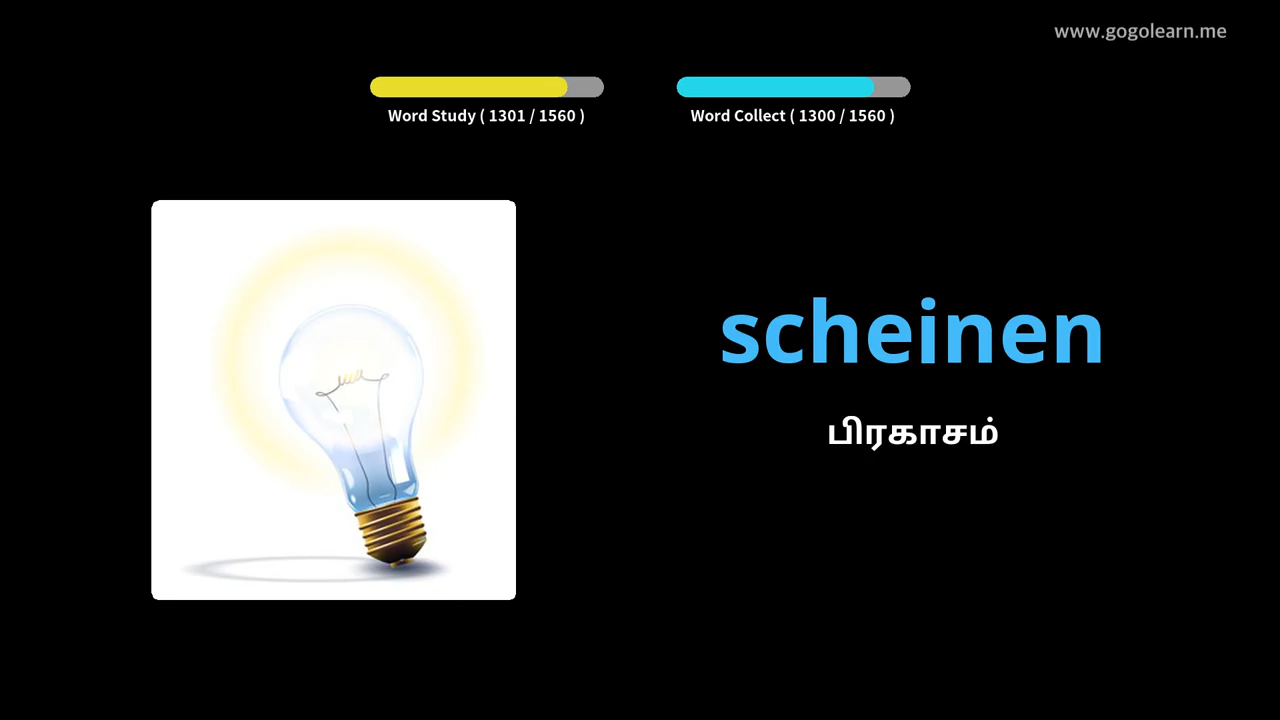 www.gogolearn.me
Word Study ( 1301 / 1560 )
Word Collect ( 1300 / 1560 )
scheinen
பிரகாசம்